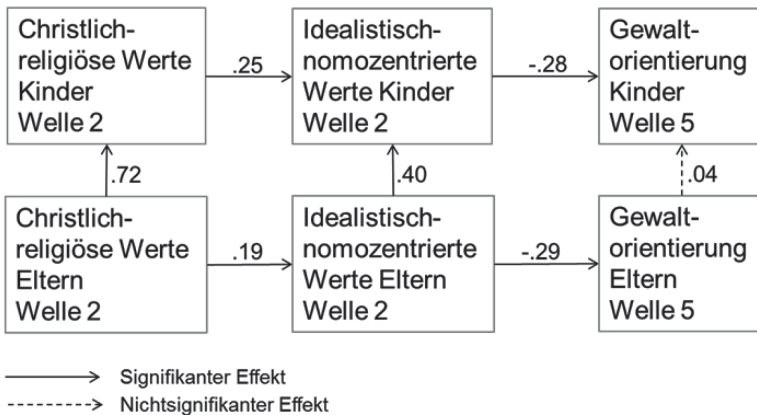 Christlich-
religiöse Werte
Kinder
Welle 2
.25
Idealistisch-
nomozentrierte
Werte Kinder
Welle 2
-.28
Gewalt-
orientierung
Kinder
Welle 5
.72
.40
.04
Christlich-
religiöse Werte
Eltern
Welle 2
.19
Idealistisch-
nomozentrierte
Werte Eltern
Welle 2
-.29
Gewalt-
orientierung
Eltern
Welle 5
Signifikanter Effekt
Nichtsignifikanter Effekt